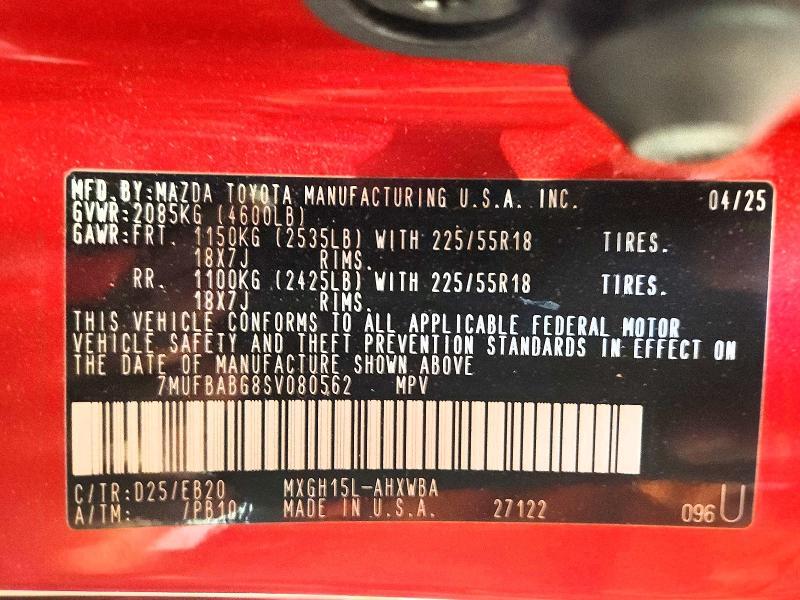 MFD.BY:MAZDA TOYOTA MANUFACTURING U.S.A. INC. 04/25
GVWR:2085KG (4600LB)
GAWR:FRT. 1150KG (2535LB) WITH 225/55R18 TIRES.
18X7J RIMS.
RR. 1100KG (2425LB) WITH 225/55R18 TIRES.
18X7J RIMS.
THIS VEHICLE CONFORMS TO ALL APPLICABLE FEDERAL MOTOR
VEHICLE SAFETY AND THEFT PREVENTION STANDARDS IN EFFECT ON
THE DATE OF MANUFACTURE SHOWN ABOVE
7MUFBABG8SV080562 MPV
C/TR:D25/EB20 MXGH15L-AHXWBA
A/TM: /PB10/ MADE IN U.S.A. 27122 096 U